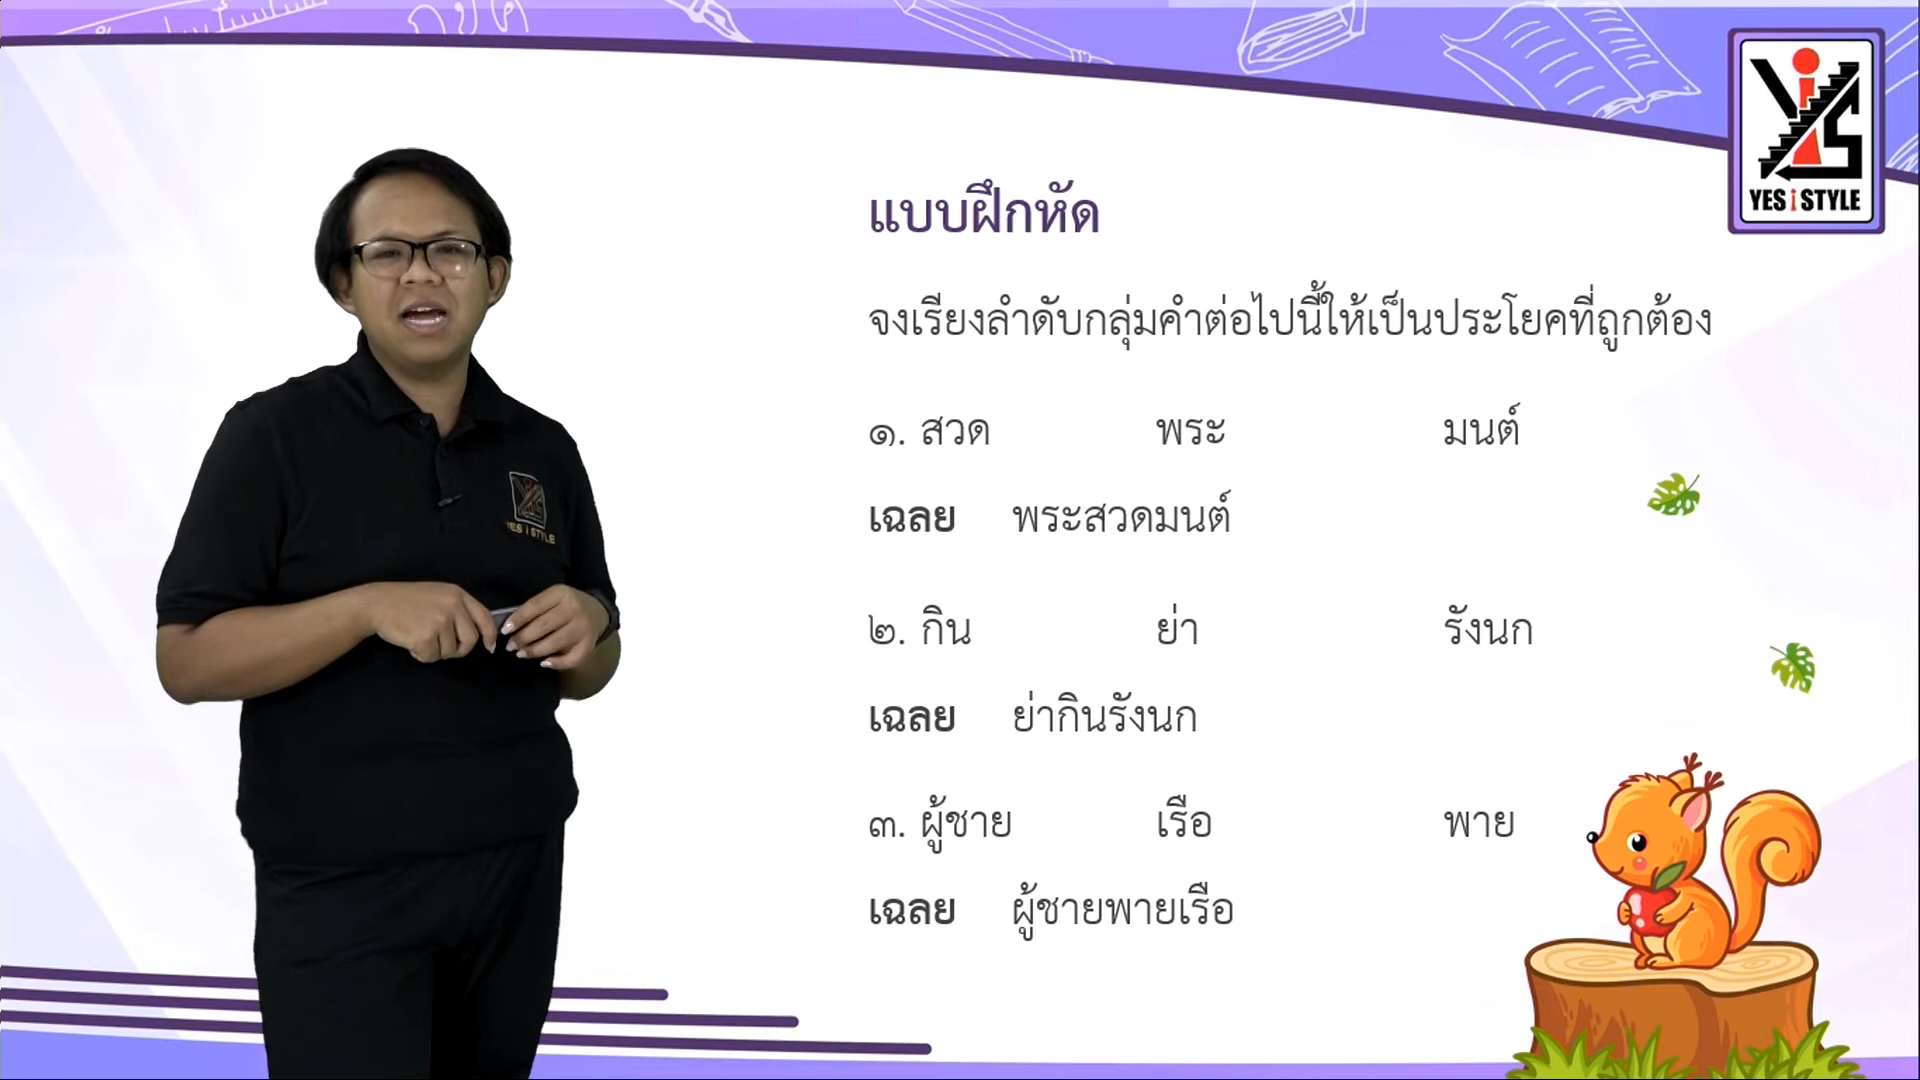 ก ข ค
YES i STYLE
แบบฝึกหัด
จงเรียงลำดับกลุ่มคำต่อไปนี้ให้เป็นประโยคที่ถูกต้อง
๑. สวด พระ มนต์
เฉลย พระสวดมนต์
๒. กิน ย่า รังนก
เฉลย ย่ากินรังนก
๓. ผู้ชาย เรือ พาย
เฉลย ผู้ชายพายเรือ
YES i STYLE